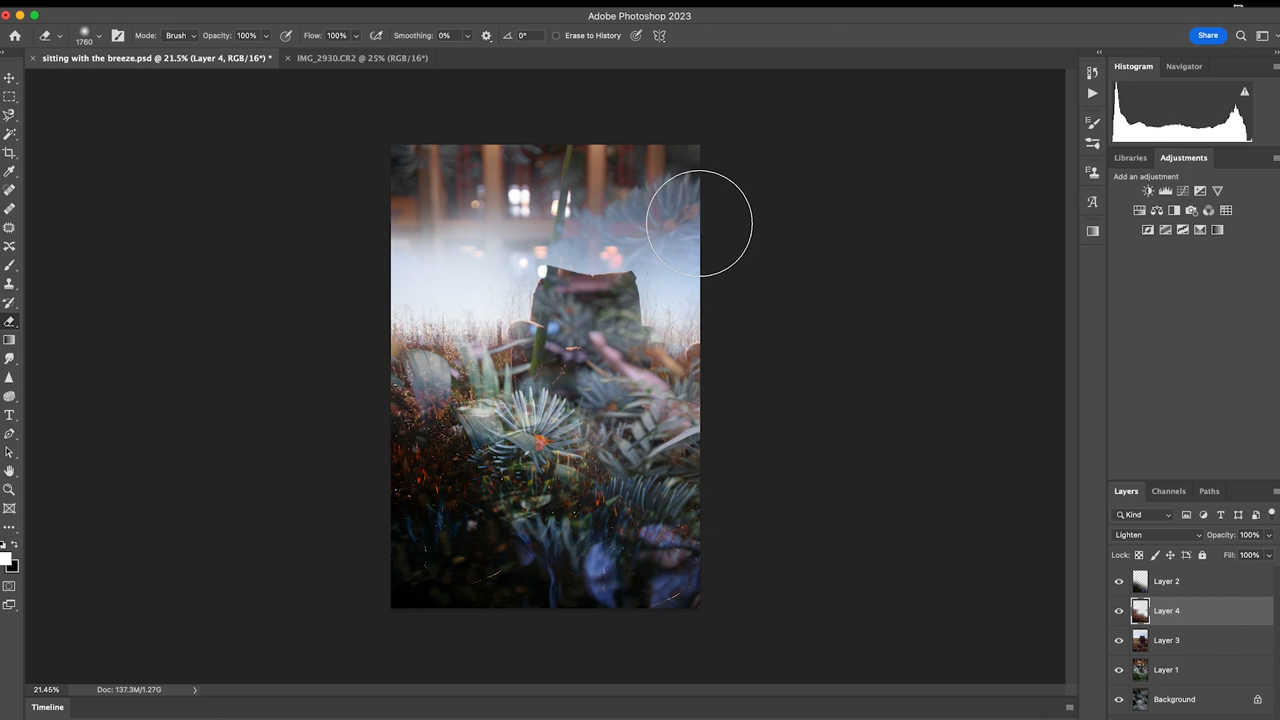 Adobe Photoshop 2023
1760 Mode: Brush Opacity: 100% Flow: 100% Smoothing: 0% 0° Erase to History Share
sitting with the breeze.psd @ 21.5% (Layer 4, RGB/16*) * IMG_2930.CR2 @ 25% (RGB/16*)
Histogram Navigator
Libraries Adjustments
Add an adjustment
Layers Channels Paths
Kind
Lighten Opacity: 100%
Lock: Fill: 100%
Layer 2
Layer 4
Layer 3
Layer 1
Background
21.45% Doc: 137.3M/1.27G
Timeline